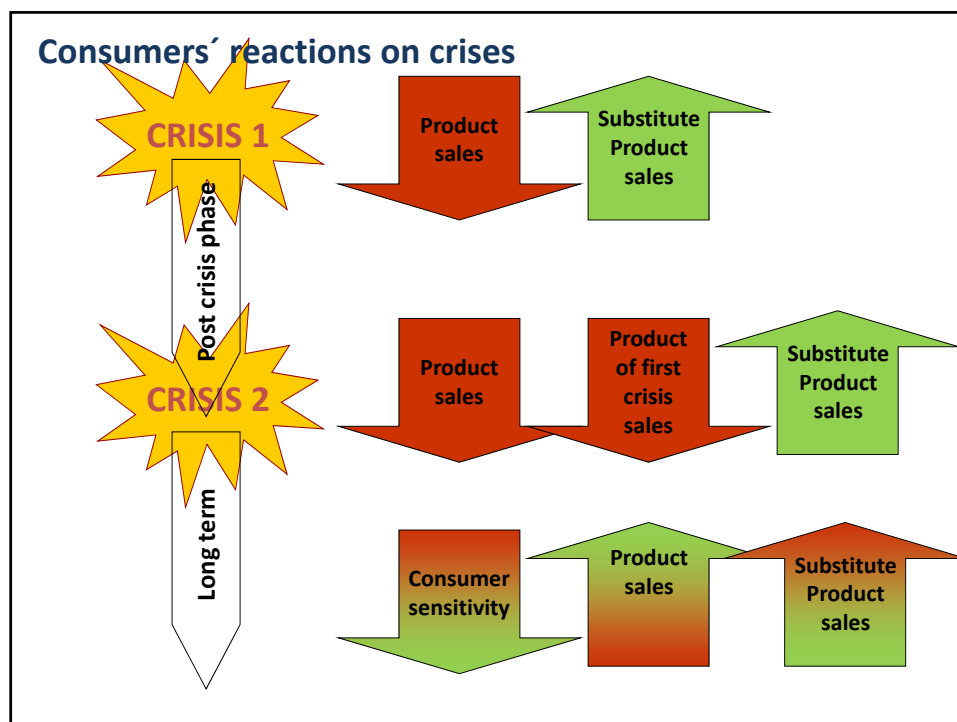 Consumers´ reactions on crises
CRISIS 1
Product
sales
Substitute
Product
sales
Post crisis phase
CRISIS 2
Product
sales
Product
of first
crisis
sales
Substitute
Product
sales
Long term
Consumer
sensitivity
Product
sales
Substitute
Product
sales